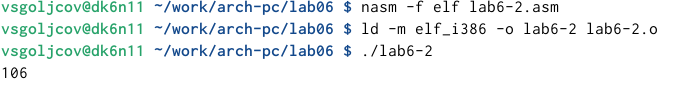 vsgoljcov@dk6n11 ~/work/arch-pc/lab06 $ nasm -f elf lab6-2.asm
vsgoljcov@dk6n11 ~/work/arch-pc/lab06 $ ld -m elf_i386 -o lab6-2 lab6-2.o
vsgoljcov@dk6n11 ~/work/arch-pc/lab06 $ ./lab6-2
106